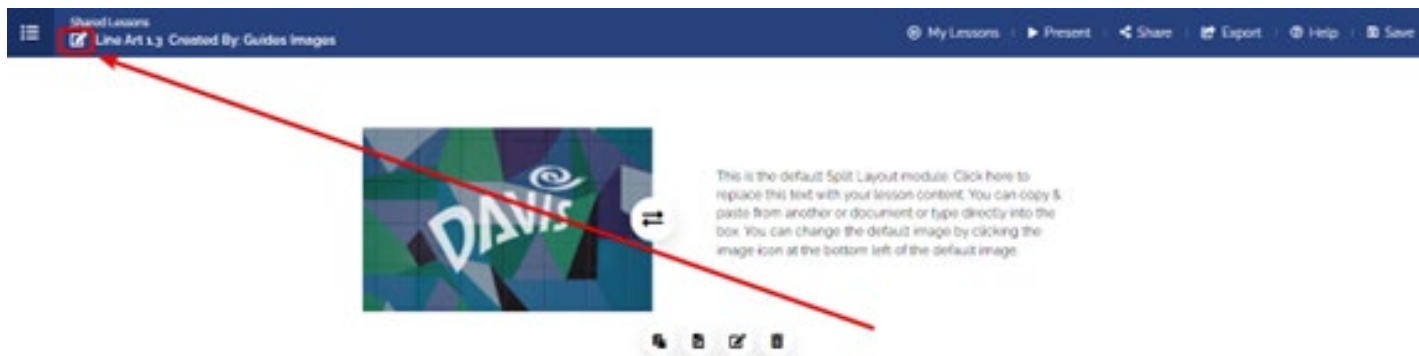 Shared Lessons
Line Art 1.3 Created By: Guides Images
My Lessons
Present
Share
Export
Help
Save
DAVIS
This is the default Split Layout module. Click here to
replace this text with your lesson content. You can copy &
paste from another or document or type directly into the
box. You can change the default image by clicking the
image icon at the bottom left of the default image.